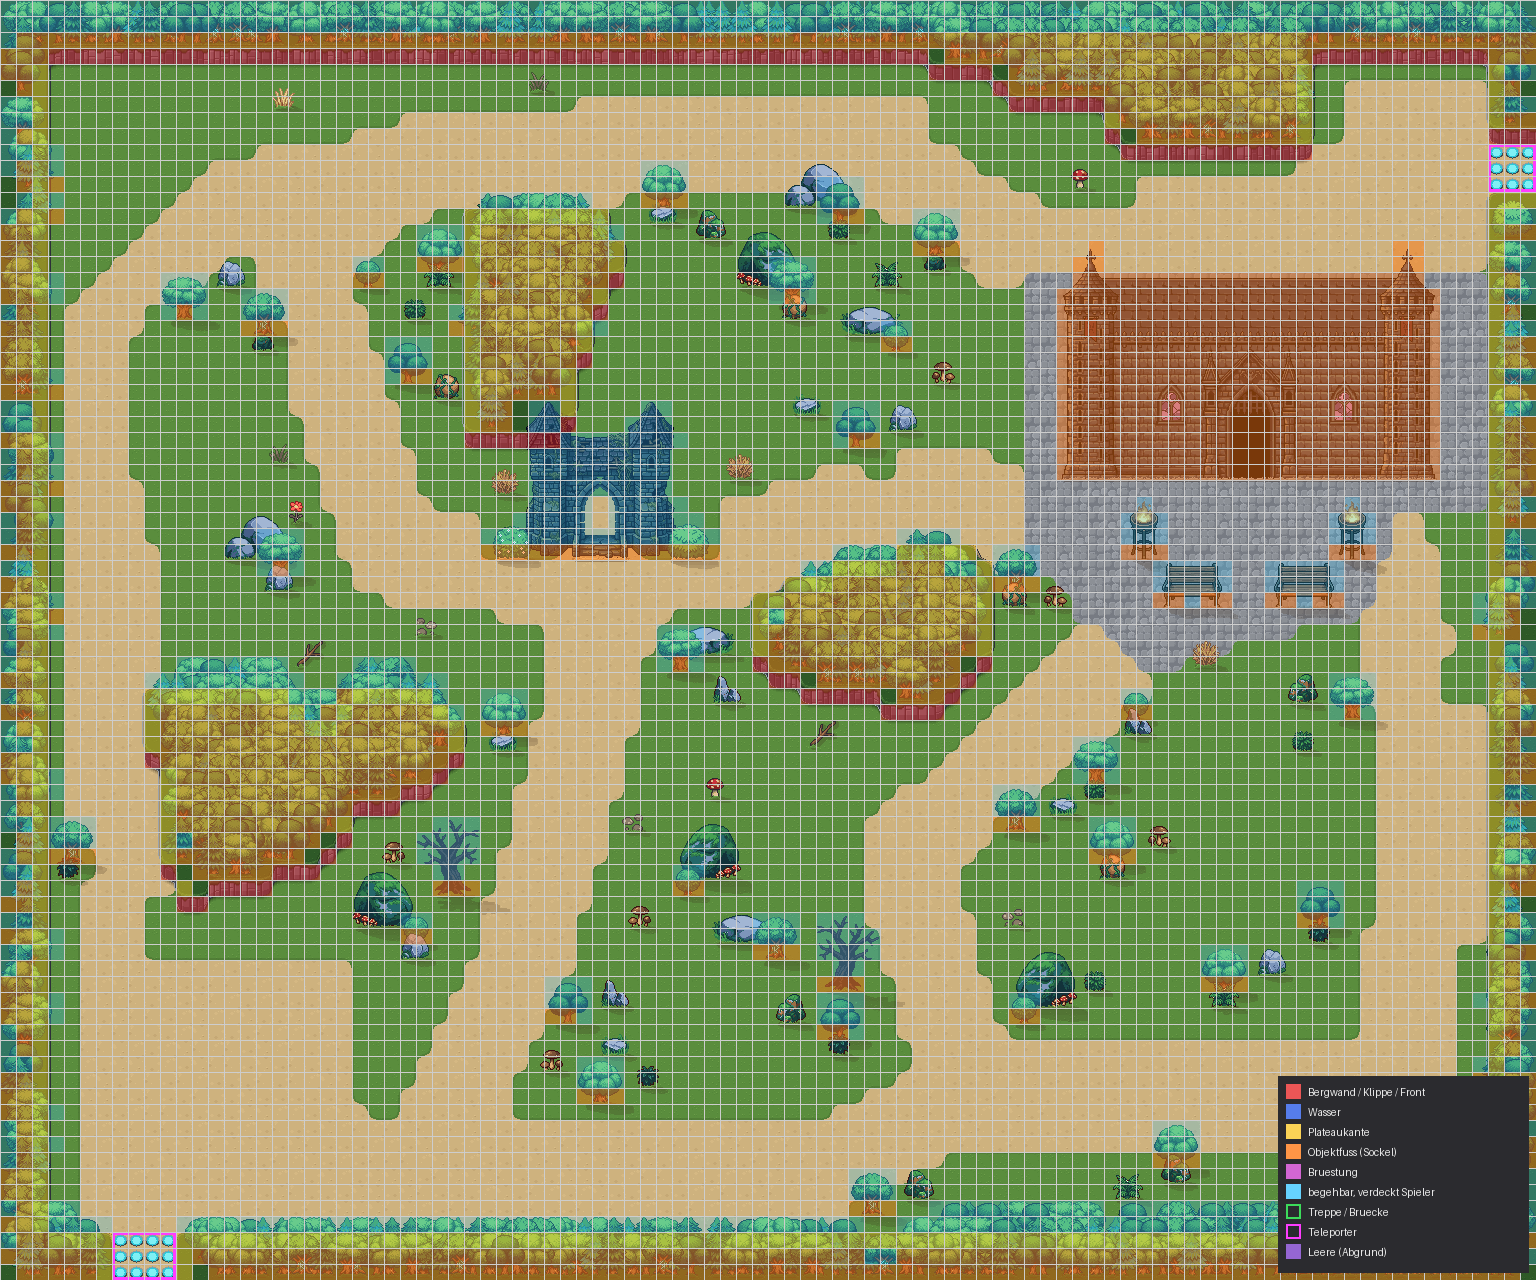 Bergwand / Klippe / Front
Wasser
Plateaukante
Objektfuss (Sockel)
Bruestung
begehbar, verdeckt Spieler
Treppe / Bruecke
Teleporter
Leere (Abgrund)